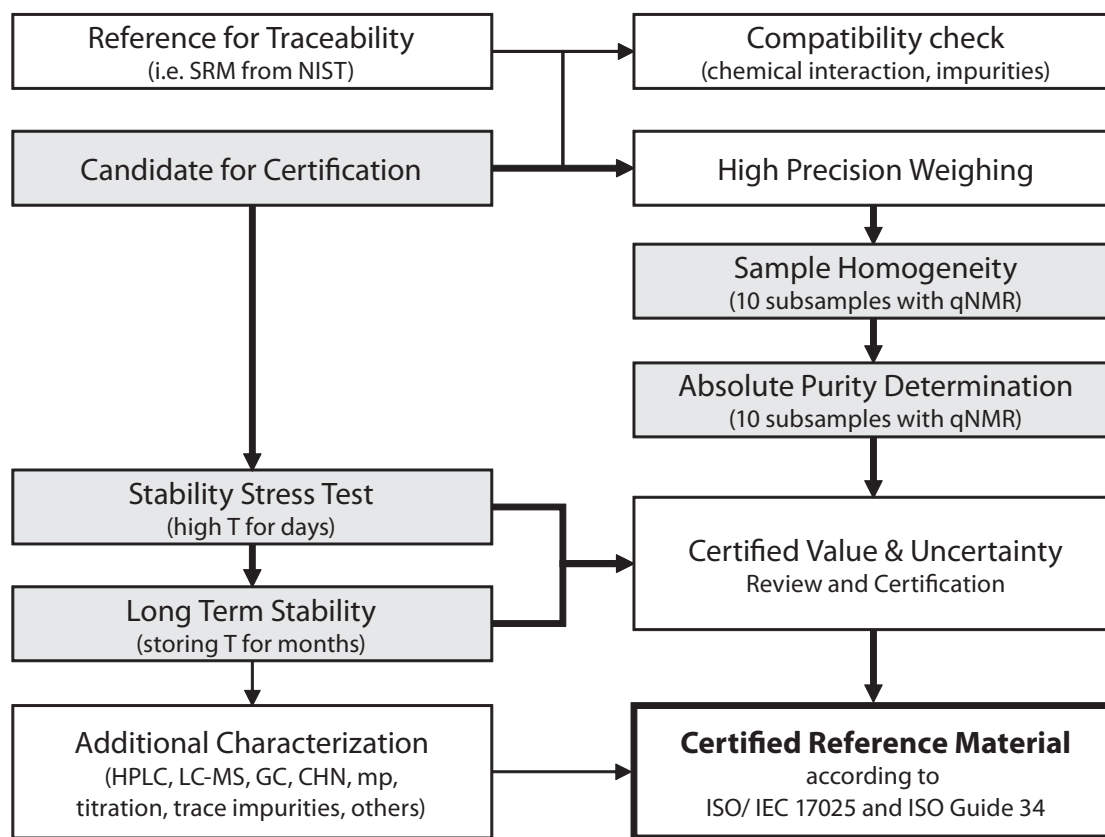 Reference for Traceability
(i.e. SRM from NIST)
Compatibility check
(chemical interaction, impurities)
Candidate for Certification
High Precision Weighing
Sample Homogeneity
(10 subsamples with qNMR)
Absolute Purity Determination
(10 subsamples with qNMR)
Stability Stress Test
(high T for days)
Certified Value & Uncertainty
Review and Certification
Long Term Stability
(storing T for months)
Additional Characterization
(HPLC, LC-MS, GC, CHN, mp,
titration, trace impurities, others)
Certified Reference Material
according to
ISO/ IEC 17025 and ISO Guide 34